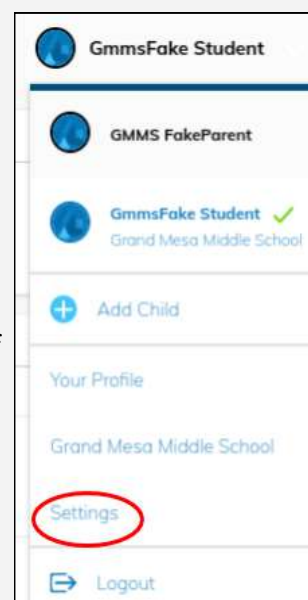 GmmsFake Student
GMMS FakeParent
GmmsFake Student
Grand Mesa Middle School
Add Child
Your Profile
Grand Mesa Middle School
Settings
Logout